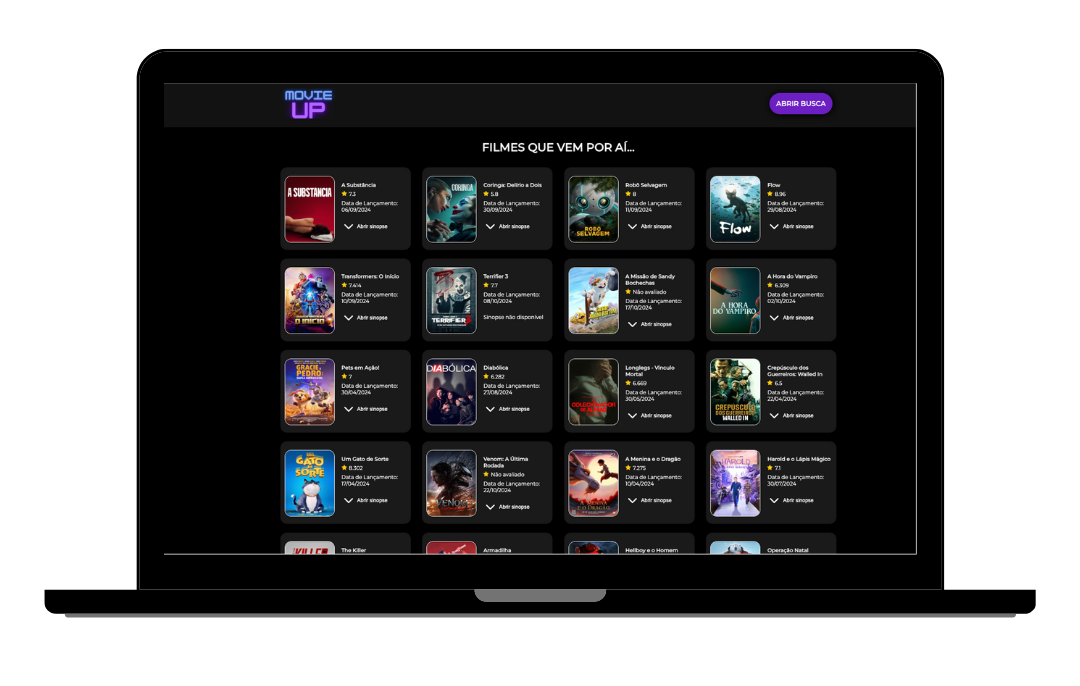 MOVIE
UP
ABRIR BUSCA
FILMES QUE VEM POR AÍ...
A SUBSTÂNCIA
A Substância
7.3
Data de Lançamento:
06/09/2024
Abrir sinopse
CORINGA
Coringa: Delírio a Dois
5.8
Data de Lançamento:
30/09/2024
Abrir sinopse
ROBÔ
SELVAGEM
Robô Selvagem
8
Data de Lançamento:
11/09/2024
Abrir sinopse
Flow
Flow
8.96
Data de Lançamento:
29/08/2024
Abrir sinopse
O INÍCIO
Transformers: O Início
7.414
Data de Lançamento:
10/09/2024
Abrir sinopse
TERRIFIER 3
Terrifier 3
7.7
Data de Lançamento:
08/10/2024
Sinopse não disponível
A Missão de Sandy
Bochechas
Não avaliado
Data de Lançamento:
17/10/2024
Abrir sinopse
A HORA
DO VAMPIRO
A Hora do Vampiro
6.309
Data de Lançamento:
02/10/2024
Abrir sinopse
GRACIE
PEDRO
Pets em Ação!
7
Data de Lançamento:
30/04/2024
Abrir sinopse
DIABÓLICA
Diabólica
6.282
Data de Lançamento:
27/08/2024
Abrir sinopse
Longlegs - Vínculo
Mortal
6.669
Data de Lançamento:
30/05/2024
Abrir sinopse
CREPÚSCULO
DOS GUERREIROS
WALLED IN
Crepúsculo dos
Guerreiros: Walled In
6.5
Data de Lançamento:
22/04/2024
Abrir sinopse
UM
GATO
DE
SORTE
Um Gato de Sorte
8.302
Data de Lançamento:
17/04/2024
Abrir sinopse
VENOM
Venom: A Última
Rodada
Não avaliado
Data de Lançamento:
22/10/2024
Abrir sinopse
A MENINA
E O DRAGÃO
A Menina e o Dragão
7.275
Data de Lançamento:
10/04/2024
Abrir sinopse
HAROLD
Harold e o Lápis Mágico
7.1
Data de Lançamento:
30/07/2024
Abrir sinopse
The Killer
Armadilha
Hellboy e o Homem
Operação Natal